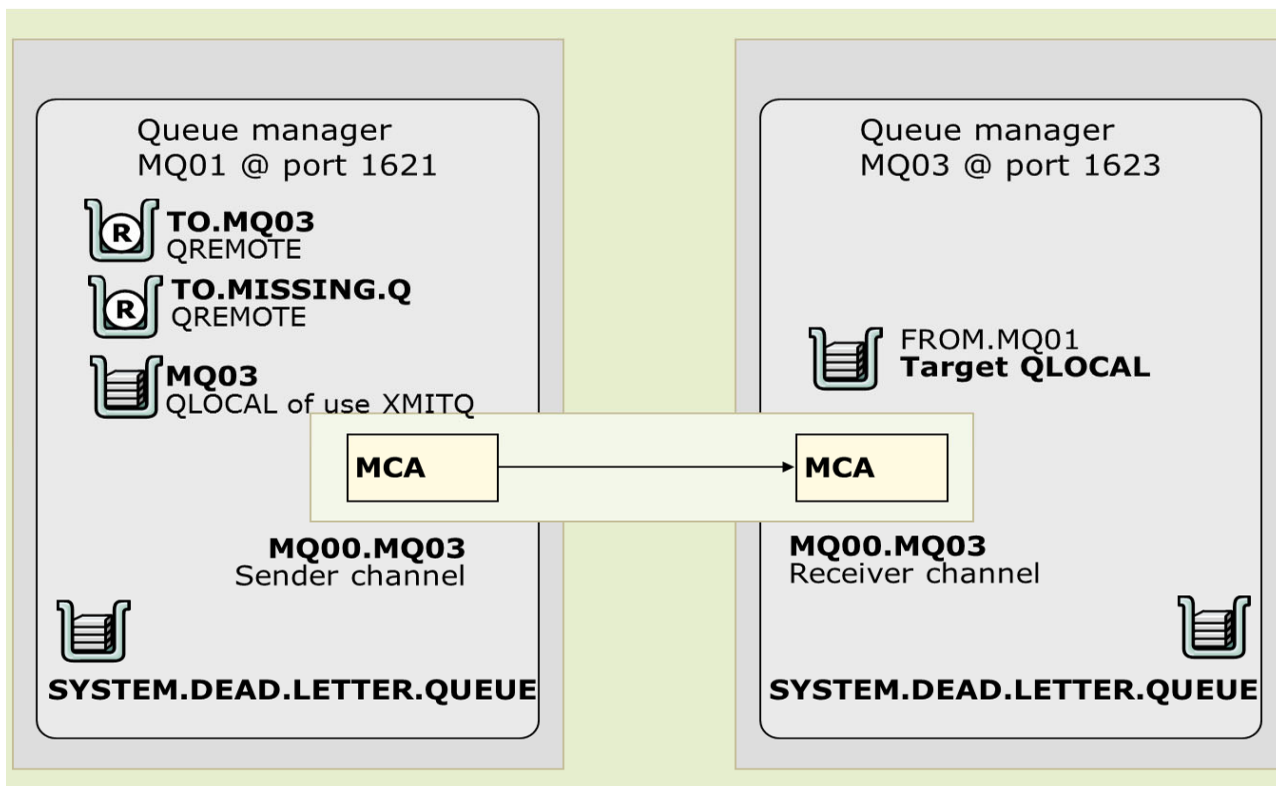 Queue manager
MQ01 @ port 1621
R
TO.MQ03
QREMOTE
R
TO.MISSING.Q
QREMOTE
MQ03
QLOCAL of use XMITQ
MCA
MQ00.MQ03
Sender channel
SYSTEM.DEAD.LETTER.QUEUE
Queue manager
MQ03 @ port 1623
FROM.MQ01
Target QLOCAL
MCA
MQ00.MQ03
Receiver channel
SYSTEM.DEAD.LETTER.QUEUE